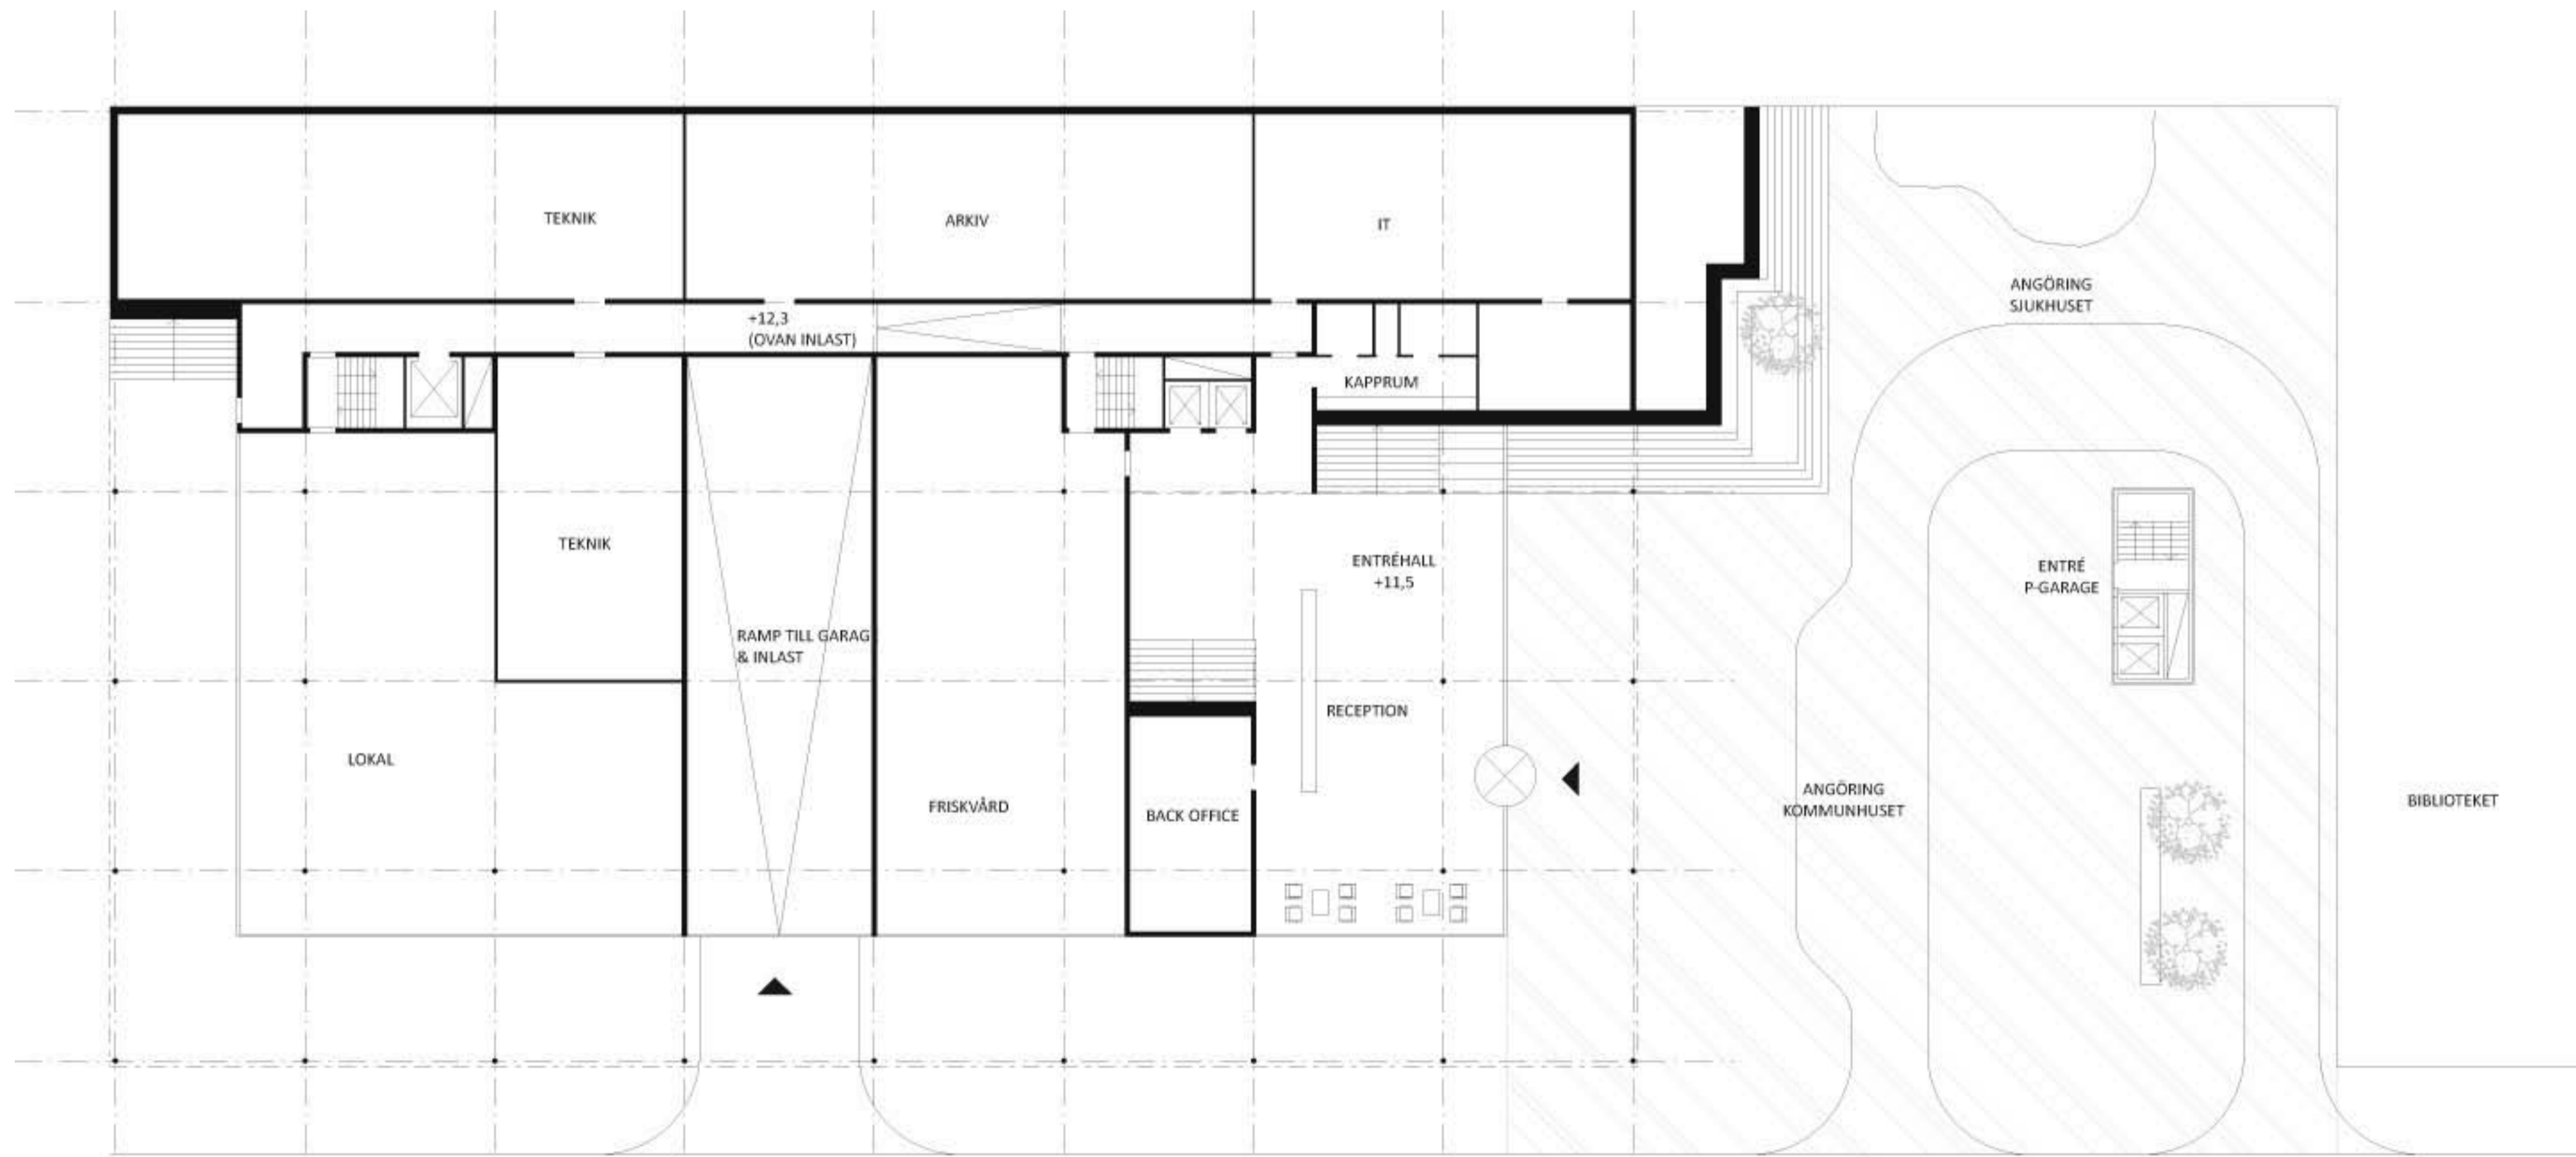 TEKNIK
ARKIV
IT
ANGÖRING
SJUKHUSET
+12,3
(OVAN INLAST)
KAPPRUM
TEKNIK
ENTRÉHALL
+11,5
ENTRÉ
P-GARAGE
RAMP TILL GARAG
& INLAST
RECEPTION
LOKAL
FRISKVÅRD
BACK OFFICE
ANGÖRING
KOMMUNHUSET
BIBLIOTEKET